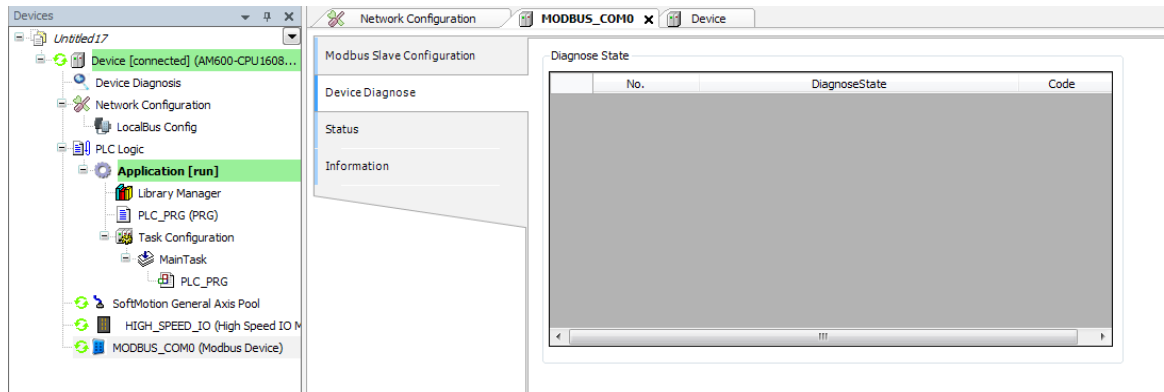 Devices
Untitled17
Device [connected] (AM600-CPU1608...
Device Diagnosis
Network Configuration
LocalBus Config
PLC Logic
Application [run]
Library Manager
PLC_PRG (PRG)
Task Configuration
MainTask
PLC_PRG
SoftMotion General Axis Pool
HIGH_SPEED_IO (High Speed IO M
MODBUS_COM0 (Modbus Device)
Network Configuration
MODBUS_COM0
Device
Modbus Slave Configuration
Device Diagnose
Status
Information
Diagnose State
No. DiagnoseState Code